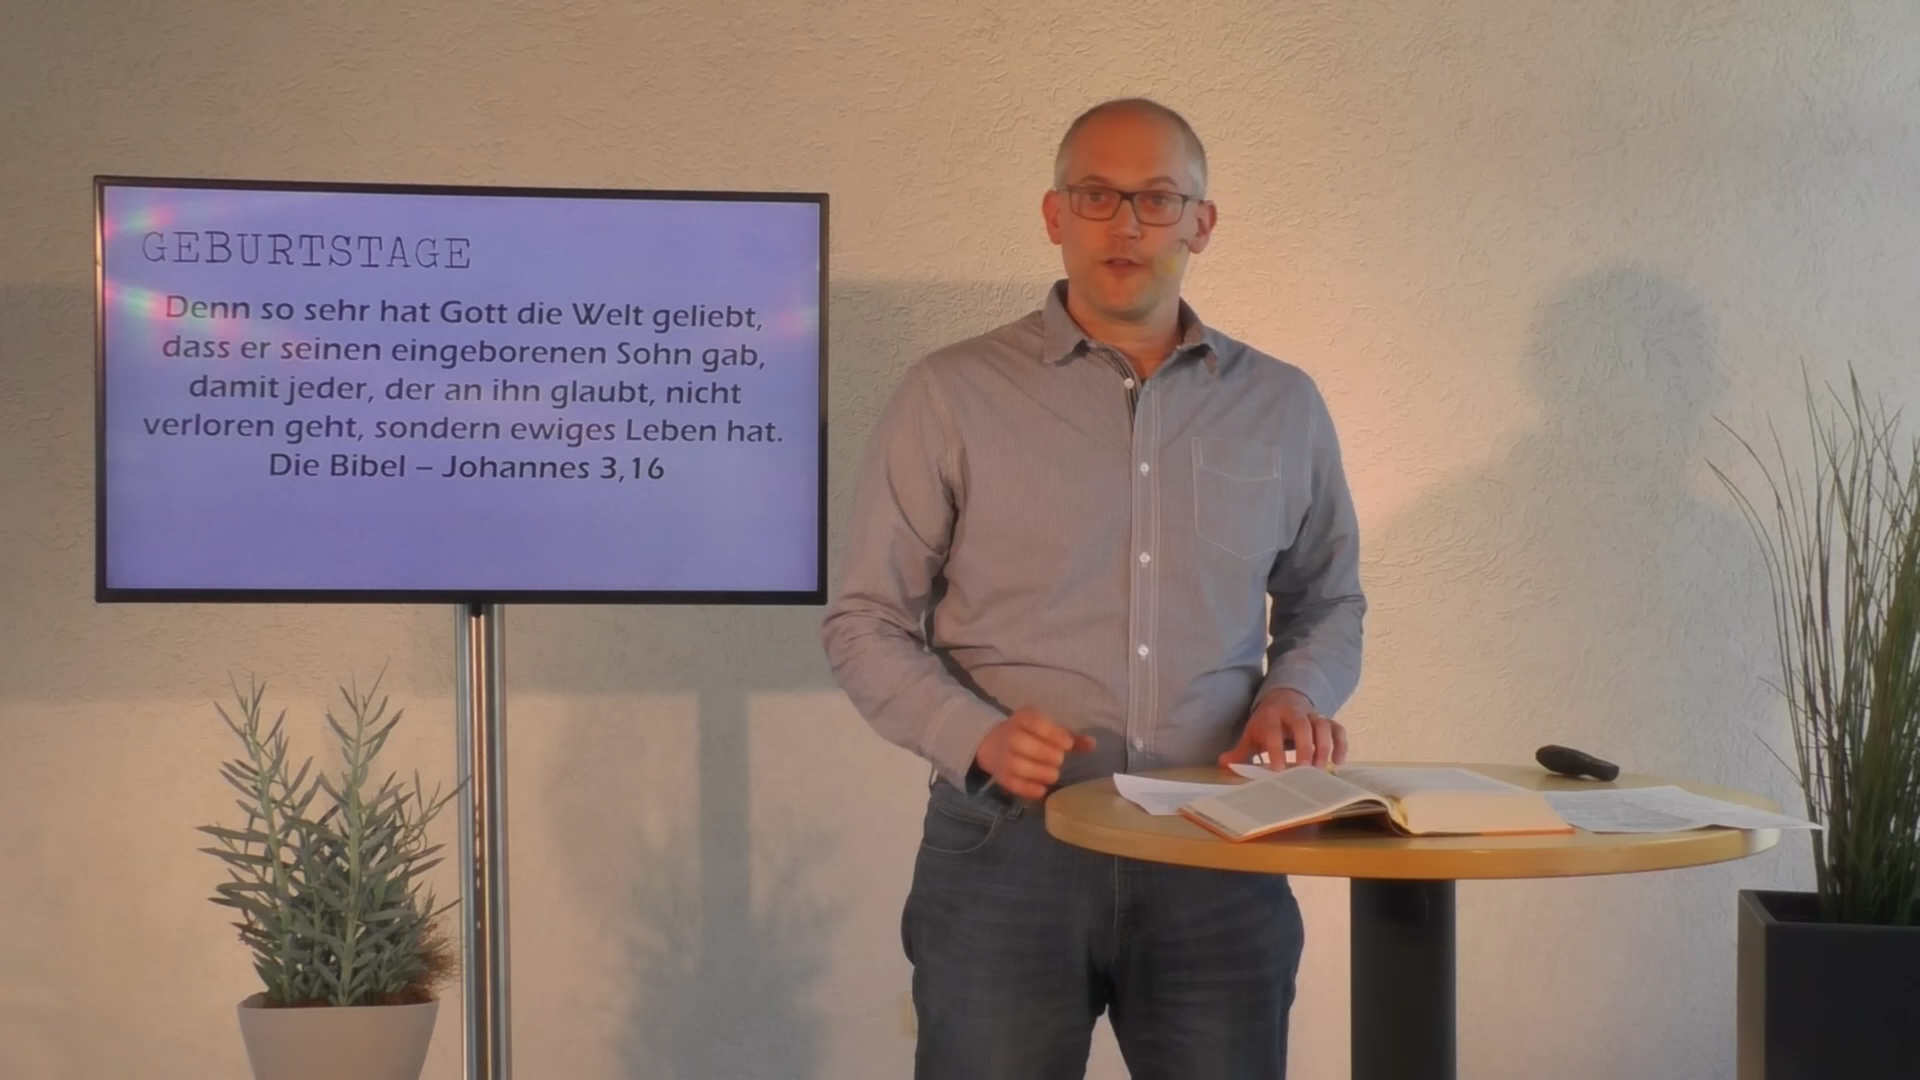 GEBURTSTAGE
Denn so sehr hat Gott die Welt geliebt,
dass er seinen eingeborenen Sohn gab,
damit jeder, der an ihn glaubt, nicht
verloren geht, sondern ewiges Leben hat.
Die Bibel – Johannes 3,16